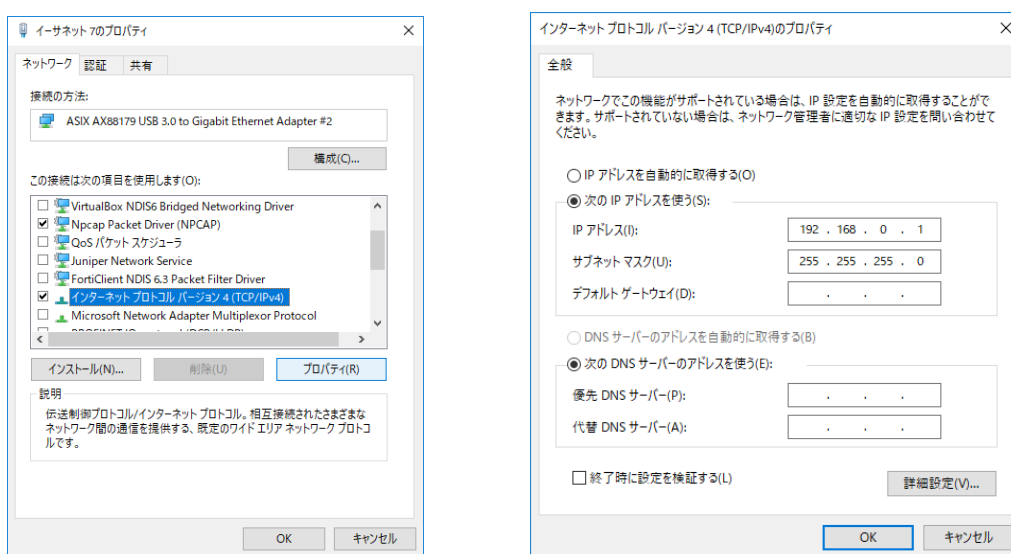 イーサネット 7のプロパティ
ネットワーク 認証 共有
接続の方法:
ASIX AX88179 USB 3.0 to Gigabit Ethernet Adapter #2
構成(C)...
この接続は次の項目を使用します(O):
VirtualBox NDIS6 Bridged Networking Driver
Npcap Packet Driver (NPCAP)
QoS パケット スケジューラ
Juniper Network Service
FortiClient NDIS 6.3 Packet Filter Driver
インターネット プロトコル バージョン 4 (TCP/IPv4)
Microsoft Network Adapter Multiplexor Protocol
インストール(N)... 削除(U) プロパティ(R)
説明
伝送制御プロトコル/インターネット プロトコル。相互接続されたさまざまな
ネットワーク間の通信を提供する、既定のワイド エリア ネットワーク プロトコ
ルです。
OK キャンセル
インターネット プロトコル バージョン 4 (TCP/IPv4)のプロパティ
全般
ネットワークでこの機能がサポートされている場合は、IP 設定を自動的に取得することがで
きます。サポートされていない場合は、ネットワーク管理者に適切な IP 設定を問い合わせて
ください。
IP アドレスを自動的に取得する(O)
次の IP アドレスを使う(S):
IP アドレス(I): 192 . 168 . 0 . 1
サブネット マスク(U): 255 . 255 . 255 . 0
デフォルト ゲートウェイ(D): . . .
DNS サーバーのアドレスを自動的に取得する(B)
次の DNS サーバーのアドレスを使う(E):
優先 DNS サーバー(P): . . .
代替 DNS サーバー(A): . . .
終了時に設定を検証する(L)
詳細設定(V)...
OK キャンセル